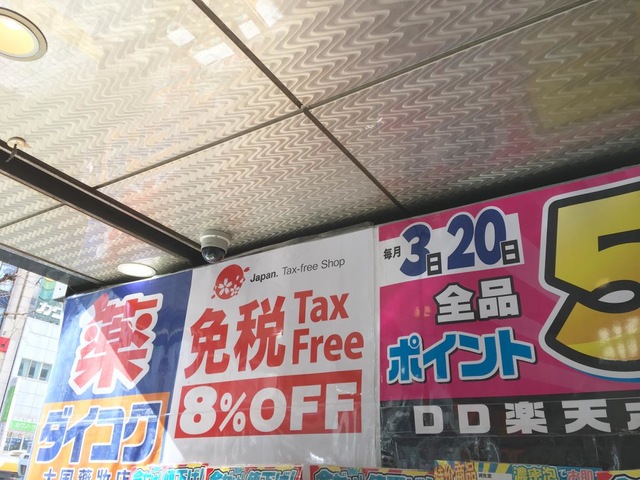 薬
ダイコク
Japan. Tax-free Shop
免税
Tax
Free
8%OFF
毎月3日20日
全品
ポイント
5
DD楽天